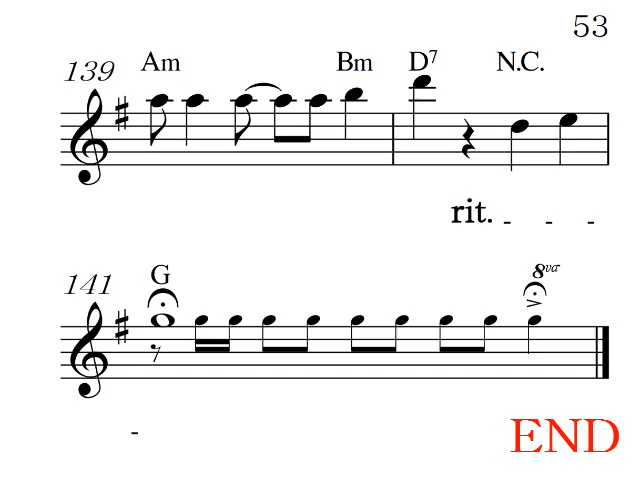 53
139 Am Bm D7 N.C.
rit. - - -
141 G 8va
-
END